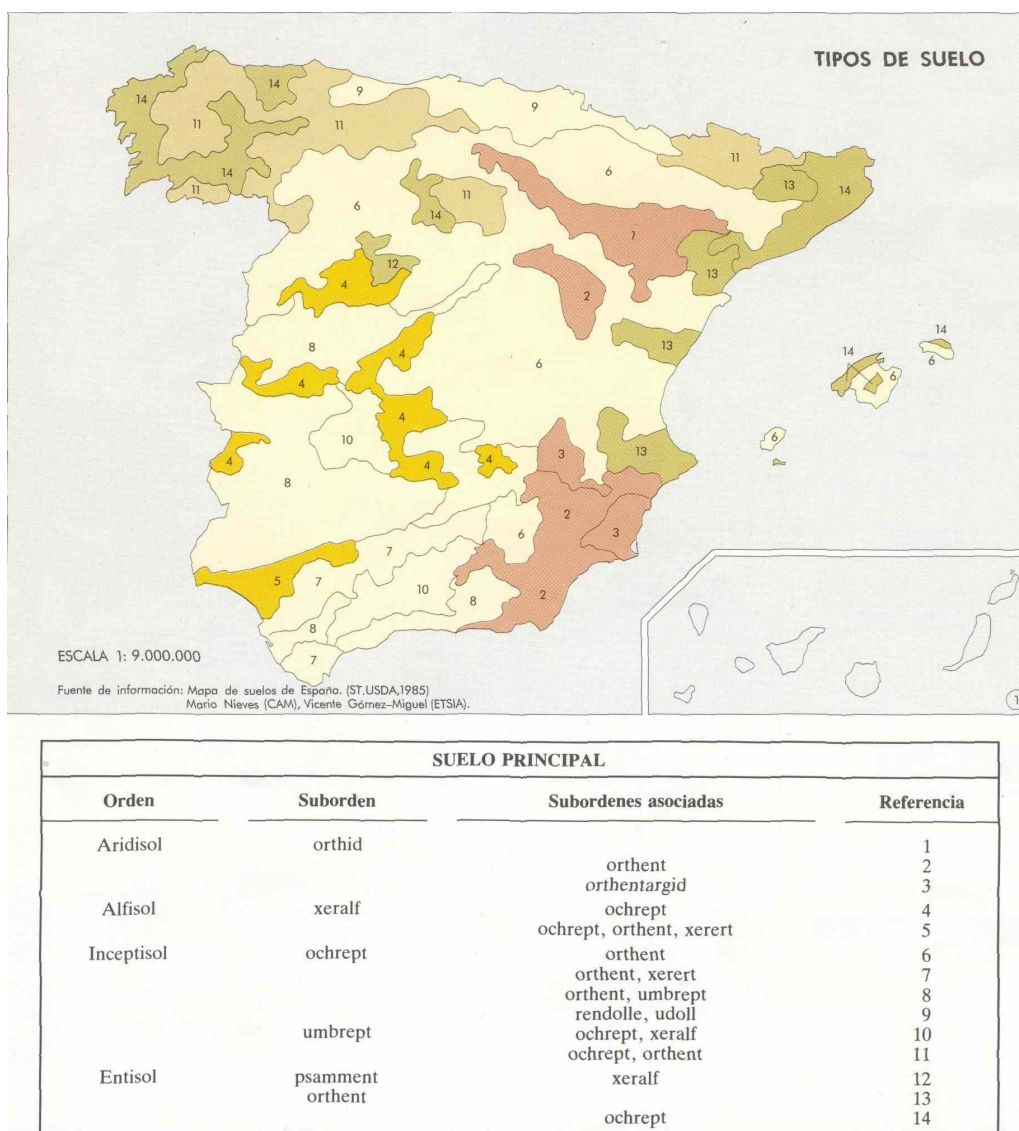 TIPOS DE SUELO
14
14
9
9
11
11
11
6
13
14
14
11
11
6
14
1
12
13
4
2
14
8
4
13
14
6
6
6
4
4
10
6
3
13
4
4
4
8
2
6
3
7
5
7
10
8
2
8
7
ESCALA 1: 9.000.000
Fuente de información: Mapa de suelos de España. (ST.USDA,1985)
Mario Nieves (CAM), Vicente Gómez–Miguel (ETSIA).
1
SUELO PRINCIPAL
Orden Suborden Subordenes asociadas Referencia
Aridisol orthid 1
orthent 2
orthentargid 3
Alfisol xeralf ochrept 4
ochrept, orthent, xerert 5
Inceptisol ochrept orthent 6
orthent, xerert 7
orthent, umbrept 8
rendolle, udoll 9
umbrept ochrept, xeralf 10
ochrept, orthent 11
Entisol psamment xeralf 12
orthent 13
ochrept 14